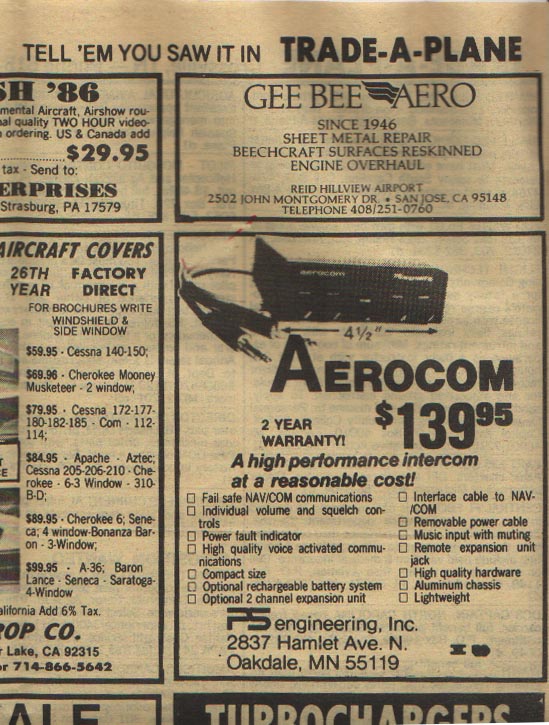 TELL 'EM YOU SAW IT IN TRADE-A-PLANE
SH '86
mental Aircraft, Airshow rou-
nal quality TWO HOUR video-
ordering. US & Canada add
$29.95
tax - Send to:
ERPRISES
Strasburg, PA 17579
GEE BEE AERO
SINCE 1946
SHEET METAL REPAIR
BEECHCRAFT SURFACES RESKINNED
ENGINE OVERHAUL
REID HILLVIEW AIRPORT
2502 JOHN MONTGOMERY DR. • SAN JOSE, CA 95148
TELEPHONE 408/251-0760
AIRCRAFT COVERS
26TH FACTORY
YEAR DIRECT
FOR BROCHURES WRITE
WINDSHIELD &
SIDE WINDOW
$59.95 - Cessna 140-150;
$69.96 - Cherokee Mooney
Musketeer - 2 window;
$79.95 - Cessna 172-177-
180-182-185 - Com - 112-
114;
$84.95 - Apache - Aztec;
Cessna 205-206-210 - Che-
rokee - 6-3 Window - 310-
B-D;
$89.95 - Cherokee 6; Sene-
ca; 4 window-Bonanza Bar-
on - 3-Window;
$99.95 - A-36; Baron
Lance - Seneca - Saratoga-
4-Window
alifornia Add 6% Tax.
ROP CO.
r Lake, CA 92315
or 714-866-5642
aerocom
4½"
AEROCOM
2 YEAR
WARRANTY!
$139.95
A high performance intercom
at a reasonable cost!
Fail safe NAV/COM communications
Individual volume and squelch con-
trols
Power fault indicator
High quality voice activated commu-
nications
Compact size
Optional rechargeable battery system
Optional 2 channel expansion unit
Interface cable to NAV-
/COM
Removable power cable
Music input with muting
Remote expansion unit
jack
High quality hardware
Aluminum chassis
Lightweight
PS engineering, Inc.
2837 Hamlet Ave. N.
Oakdale, MN 55119
SALE
TURBOCHARGERS